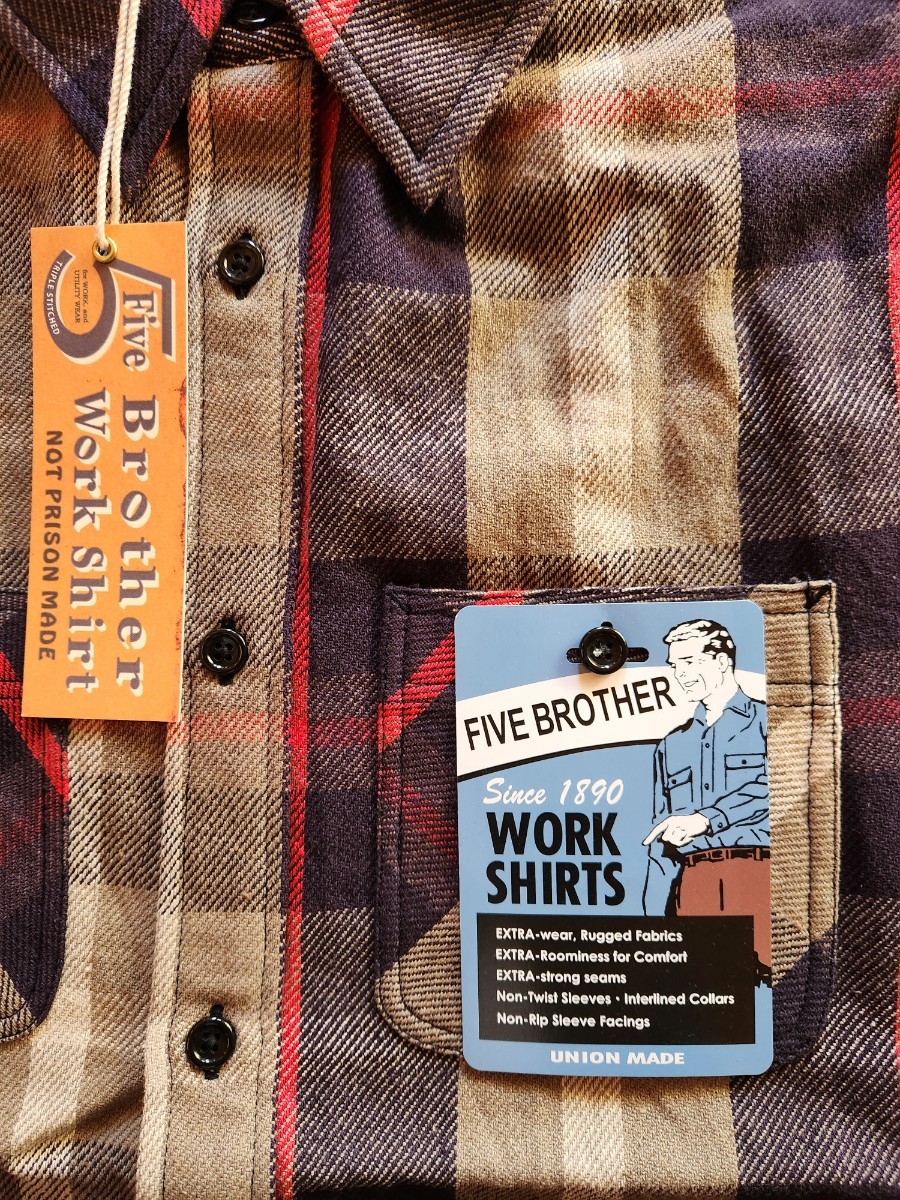 5
for WORK and
UTILITY WEAR
TRIPLE STITCHED
Five Brother
Work Shirt
NOT PRISON MADE
FIVE BROTHER
Since 1890
WORK
SHIRTS
EXTRA-wear, Rugged Fabrics
EXTRA-Roominess for Comfort
EXTRA-strong seams
Non-Twist Sleeves • Interlined Collars
Non-Rip Sleeve Facings
UNION MADE